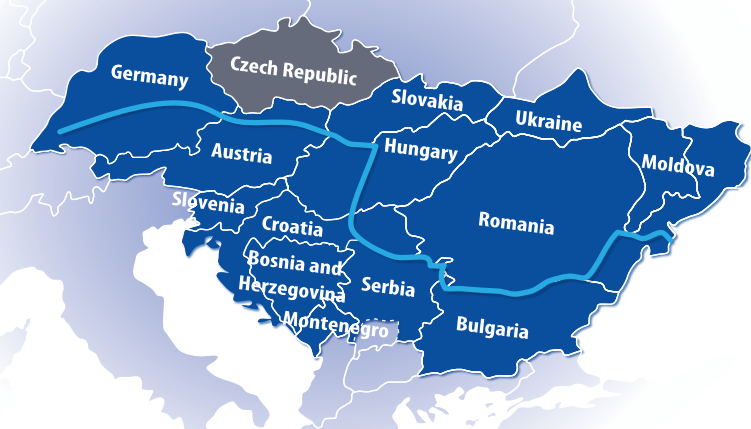 Czech Republic
Germany
Slovakia
Ukraine
Austria
Hungary
Moldova
Slovenia
Croatia
Romania
Bosnia and
Herzegovina
Serbia
Montenegro
Bulgaria